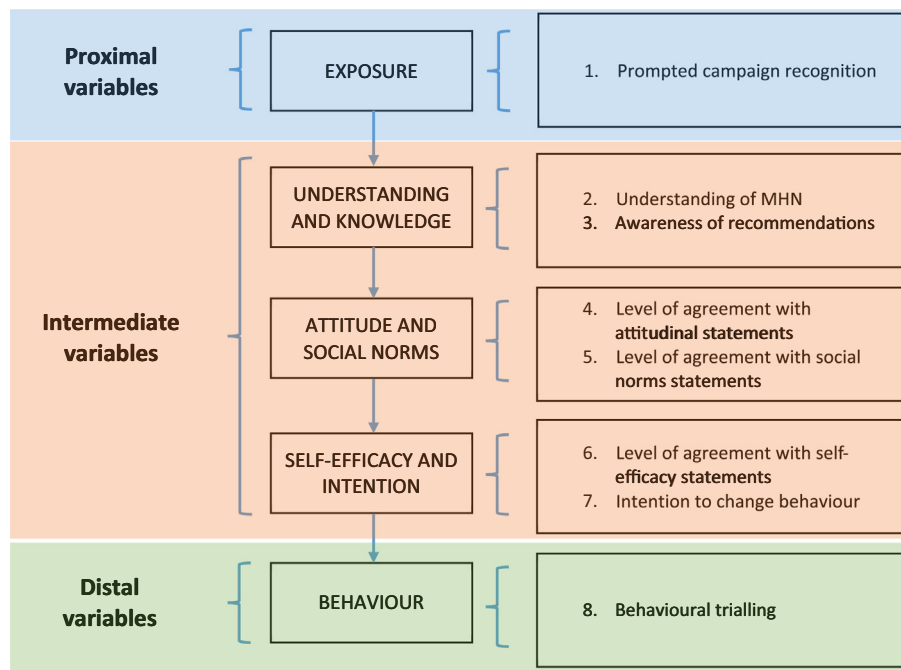 Proximal
variables
EXPOSURE
1. Prompted campaign recognition
Intermediate
variables
UNDERSTANDING
AND KNOWLEDGE
2. Understanding of MHN
3. Awareness of recommendations
ATTITUDE AND
SOCIAL NORMS
4. Level of agreement with
attitudinal statements
5. Level of agreement with social
norms statements
SELF-EFFICACY AND
INTENTION
6. Level of agreement with self-
efficacy statements
7. Intention to change behaviour
Distal
variables
BEHAVIOUR
8. Behavioural trialling